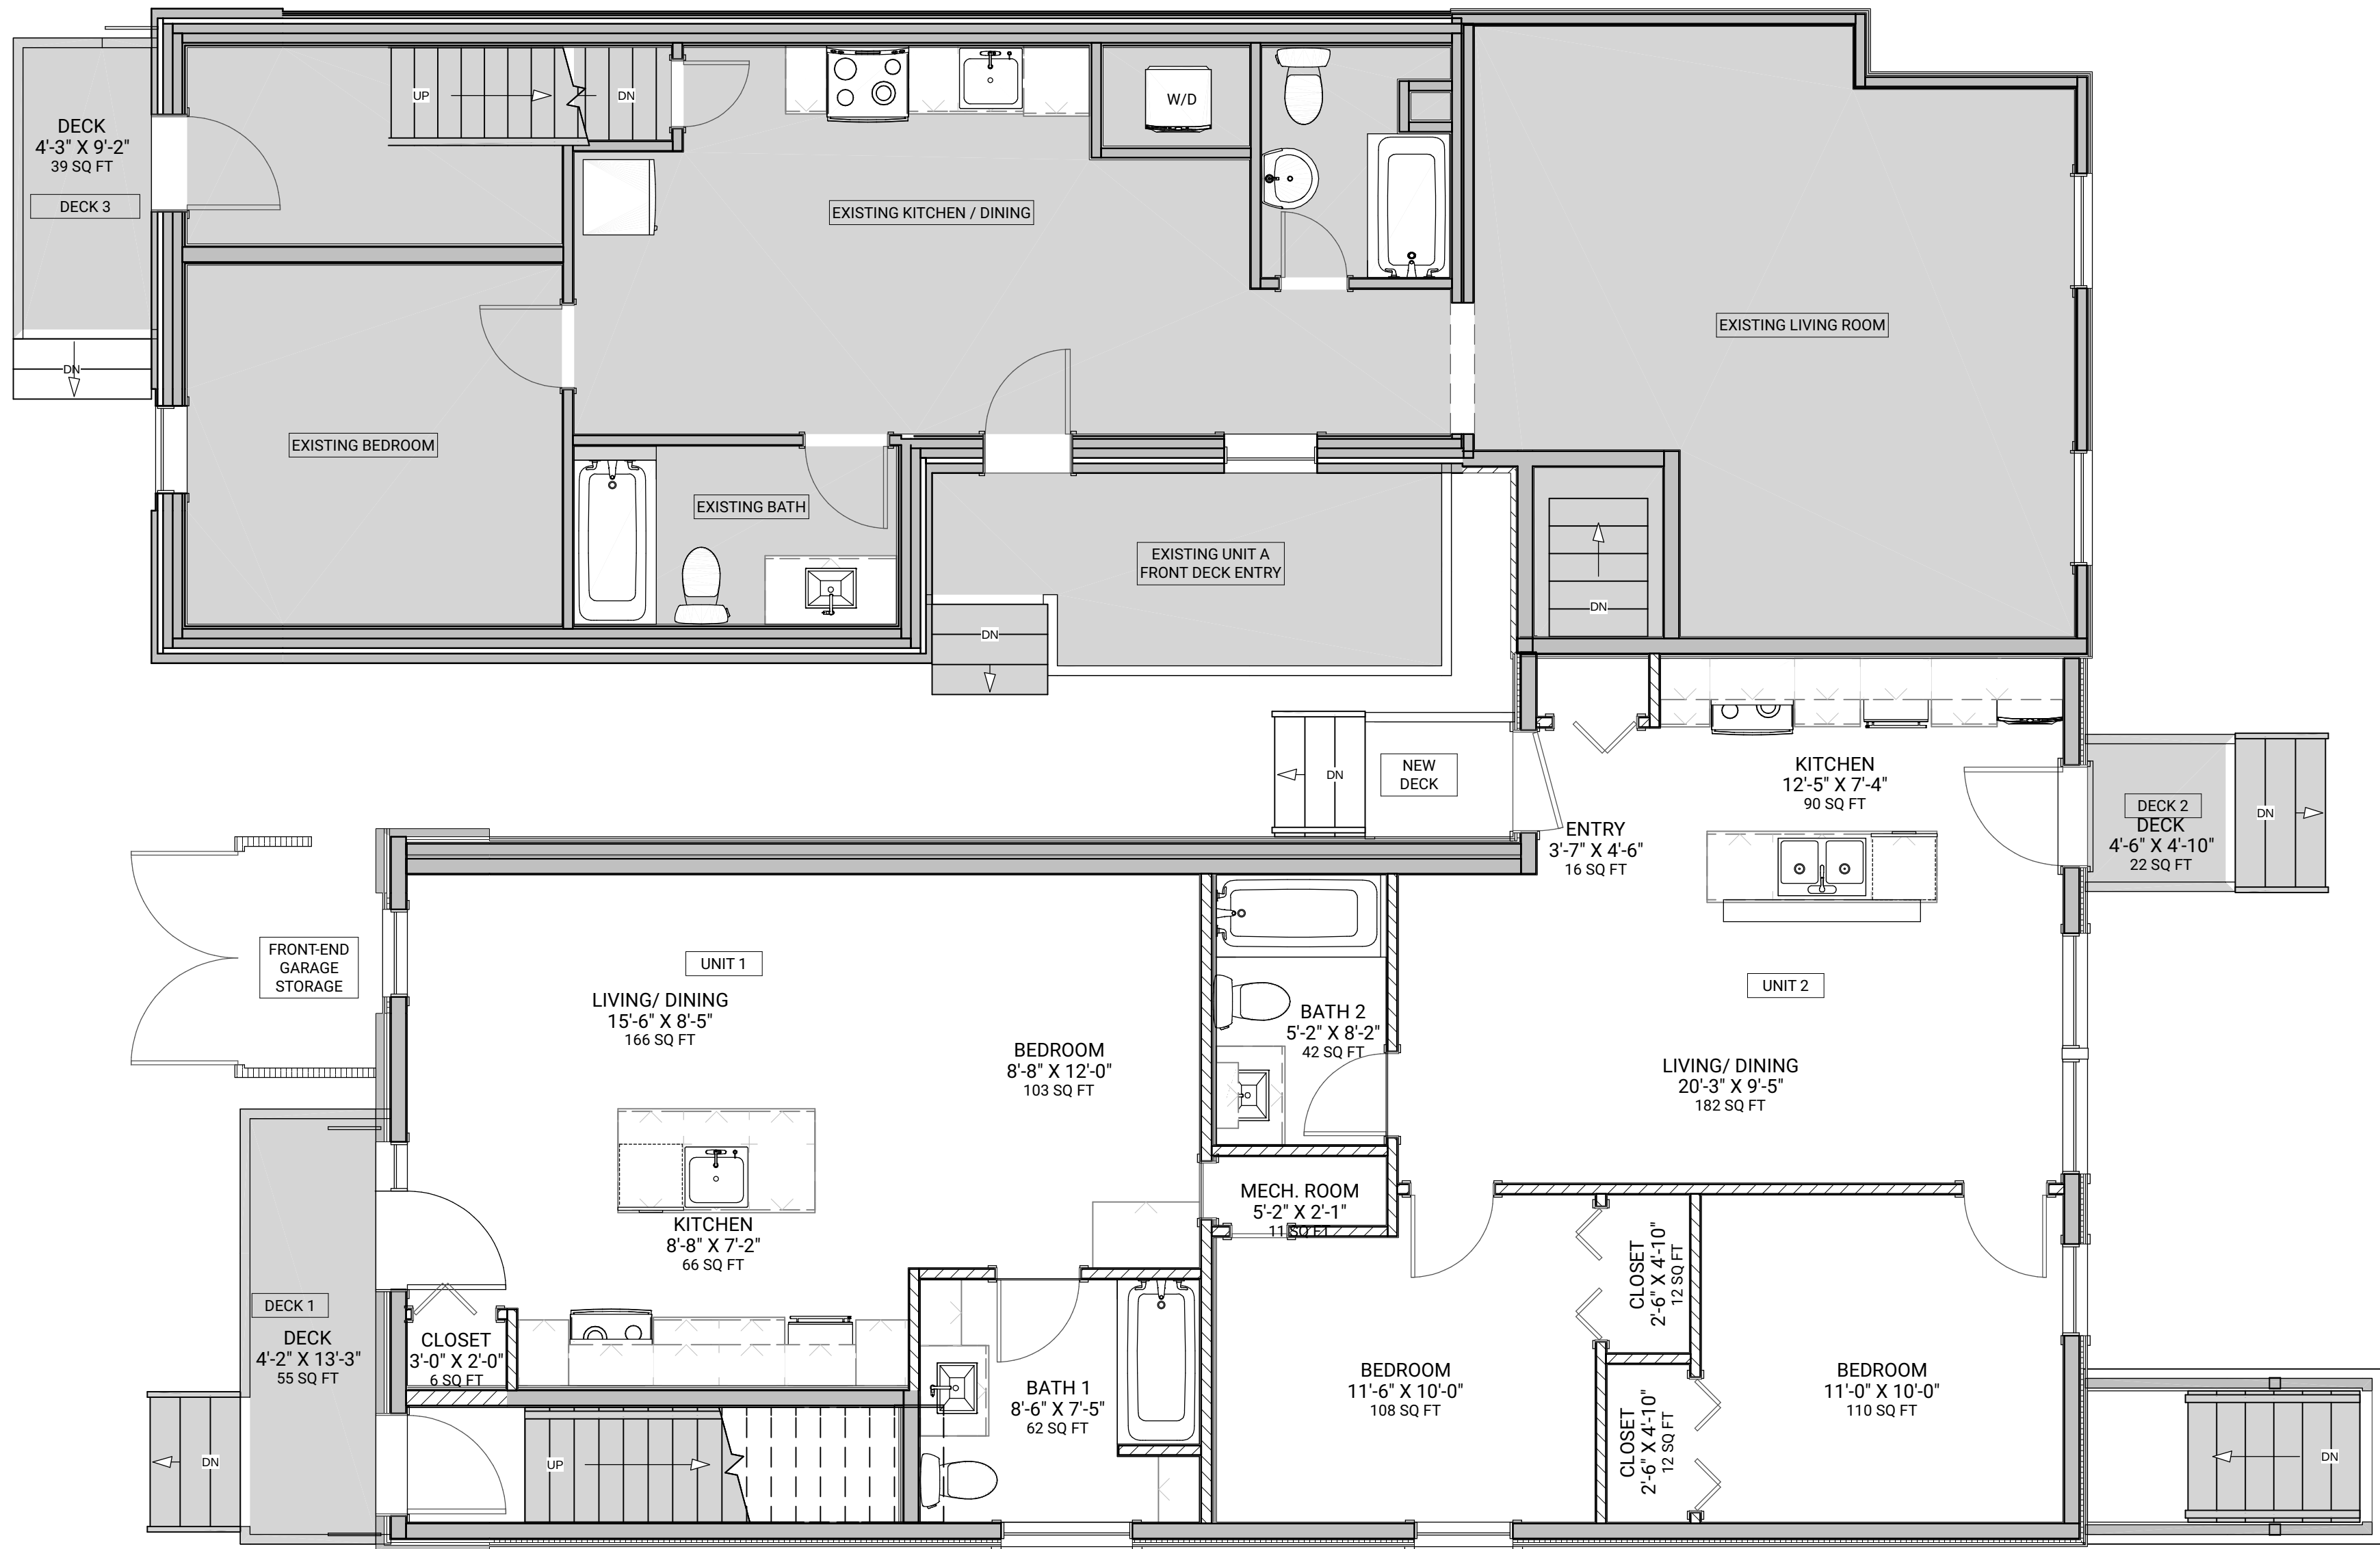 UP
DN
W/D
DECK
4'-3" X 9'-2"
39 SQ FT
DECK 3
DN
EXISTING KITCHEN / DINING
EXISTING LIVING ROOM
EXISTING BEDROOM
EXISTING BATH
EXISTING UNIT A
FRONT DECK ENTRY
DN
DN
NEW
DECK
DN
KITCHEN
12'-5" X 7'-4"
90 SQ FT
ENTRY
3'-7" X 4'-6"
16 SQ FT
DECK 2
DECK
4'-6" X 4'-10"
22 SQ FT
DN
FRONT-END
GARAGE
STORAGE
UNIT 1
LIVING/ DINING
15'-6" X 8'-5"
166 SQ FT
BEDROOM
8'-8" X 12'-0"
103 SQ FT
BATH 2
5'-2" X 8'-2"
42 SQ FT
UNIT 2
LIVING/ DINING
20'-3" X 9'-5"
182 SQ FT
KITCHEN
8'-8" X 7'-2"
66 SQ FT
MECH. ROOM
5'-2" X 2'-1"
11 SQ FT
DECK 1
DECK
4'-2" X 13'-3"
55 SQ FT
CLOSET
3'-0" X 2'-0"
6 SQ FT
BATH 1
8'-6" X 7'-5"
62 SQ FT
BEDROOM
11'-6" X 10'-0"
108 SQ FT
CLOSET
2'-6" X 4'-10"
12 SQ FT
CLOSET
2'-6" X 4'-10"
12 SQ FT
BEDROOM
11'-0" X 10'-0"
110 SQ FT
DN
UP
DN